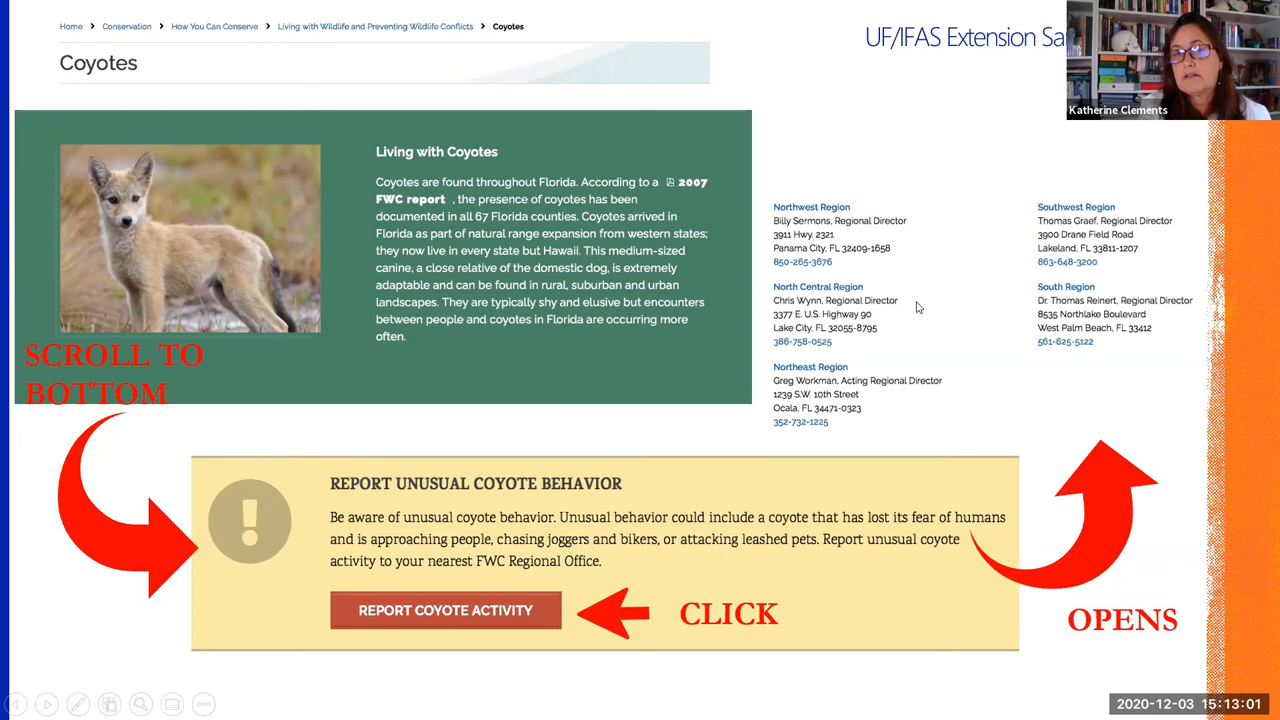 Home > Conservation > How You Can Conserve > Living with Wildlife and Preventing Wildlife Conflicts > Coyotes
UF/IFAS Extension Sa
Coyotes
Katherine Clements
Living with Coyotes
Coyotes are found throughout Florida. According to a 2007
FWC report , the presence of coyotes has been
documented in all 67 Florida counties. Coyotes arrived in
Florida as part of natural range expansion from western states;
they now live in every state but Hawaii. This medium-sized
canine, a close relative of the domestic dog, is extremely
adaptable and can be found in rural, suburban and urban
landscapes. They are typically shy and elusive but encounters
between people and coyotes in Florida are occurring more
often.
SCROLL TO
BOTTOM
Northwest Region
Billy Sermons, Regional Director
3911 Hwy. 2321
Panama City, FL 32409-1658
850-265-3676
North Central Region
Chris Wynn, Regional Director
3377 E. U.S. Highway 90
Lake City, FL 32055-8795
386-758-0525
Northeast Region
Greg Workman, Acting Regional Director
1239 S.W. 10th Street
Ocala, FL 34471-0323
352-732-1225
Southwest Region
Thomas Graef, Regional Director
3900 Drane Field Road
Lakeland, FL 33811-1207
863-648-3200
South Region
Dr. Thomas Reinert, Regional Director
8535 Northlake Boulevard
West Palm Beach, FL 33412
561-625-5122
REPORT UNUSUAL COYOTE BEHAVIOR
Be aware of unusual coyote behavior. Unusual behavior could include a coyote that has lost its fear of humans
and is approaching people, chasing joggers and bikers, or attacking leashed pets. Report unusual coyote
activity to your nearest FWC Regional Office.
REPORT COYOTE ACTIVITY
CLICK
OPENS
2020-12-03 15:13:01